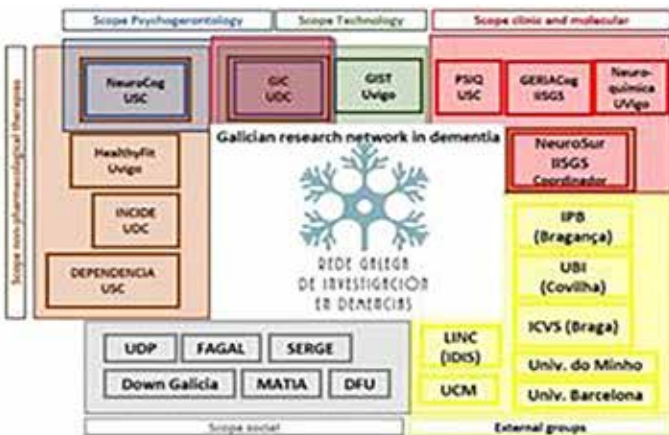 Scope Psychogerontology
Scope Technology
Scope clinic and molecular
Scope non-pharmacological therapies
NeuroCog
USC
GIC
UDC
GIST
Uvigo
PSIQ
USC
GERIACog
IISGS
Neuro-
química
UVigo
Galician research network in dementia
NeuroSur
IISGS
Coordinador
HealthyFit
Uvigo
INCIDE
UDC
DEPENDENCIA
USC
REDE GALEGA
DE INVESTIGACIÓN
EN DEMENCIAS
IPB
(Bragança)
UBI
(Covilha)
ICVS (Braga)
Univ. do Minho
Univ. Barcelona
LINC
(IDIS)
UCM
UDP
FAGAL
SERGE
Down Galicia
MATIA
DFU
Scope social
External groups